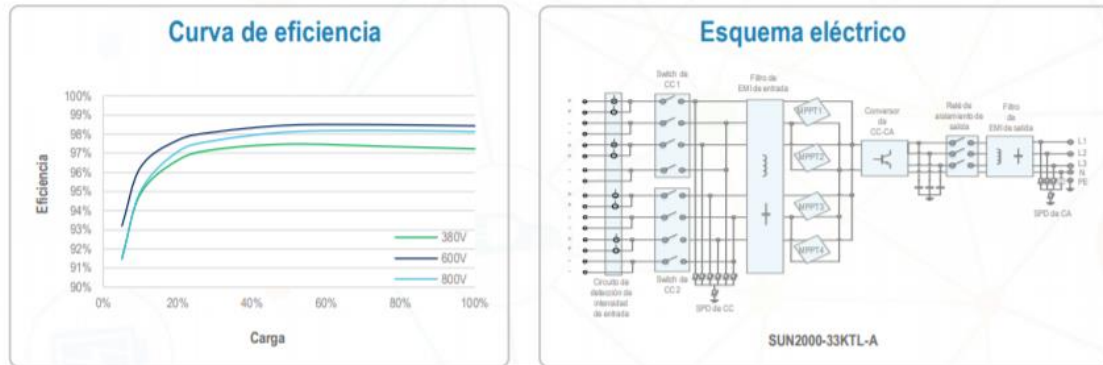 Curva de eficiencia
100%
99%
98%
97%
96%
95%
94%
93%
92%
91%
90%
Eficiencia
380V
600V
800V
0%
20%
40%
60%
80%
100%
Carga
Esquema eléctrico
Switch de
CC 1
Filtro de
EMI de entrada
MPPT1
MPPT2
MPPT3
MPPT4
Conversor
de
CC-CA
Relé de
aislamiento de
salida
Filtro
de
EMI de salida
L1
L2
L3
N
PE
SPD de CA
Circuito de
detección de
intensidad
de entrada
Switch de
CC 2
SPD de CC
SUN2000-33KTL-A